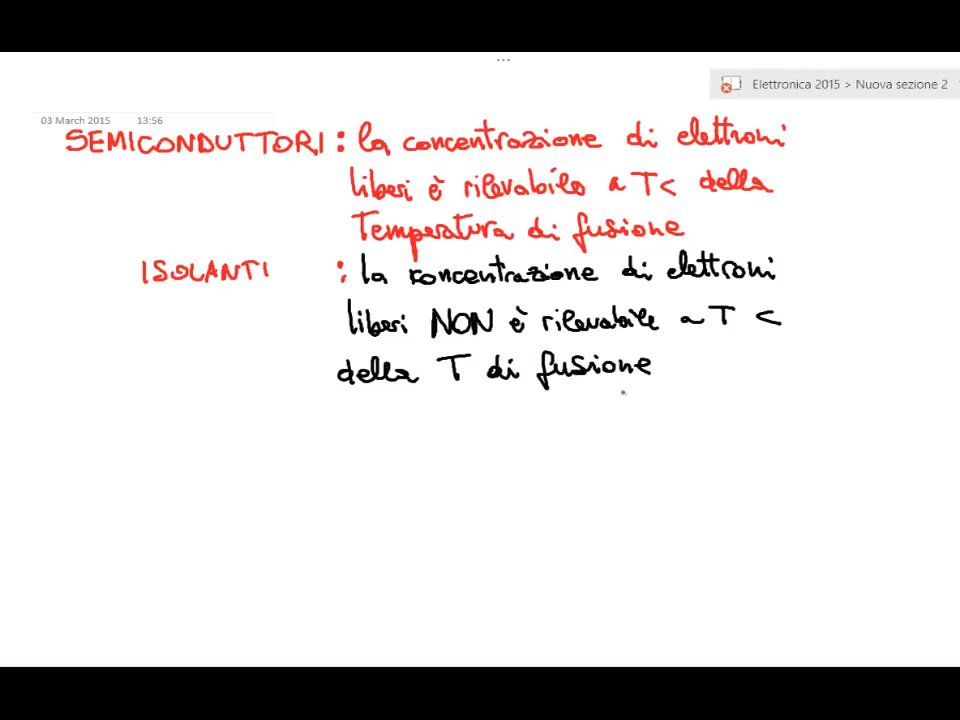 ...
Elettronica 2015 > Nuova sezione 2
03 March 2015 13:56
SEMICONDUTTORI : la concentrazione di elettroni
liberi è rilevabile a T< della
Temperatura di fusione
ISOLANTI : la concentrazione di elettroni
liberi NON è rilevabile a T <
della T di fusione